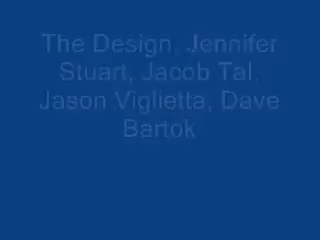 The Design, Jennifer
Stuart, Jacob Tal,
Jason Viglietta, Dave
Bartok